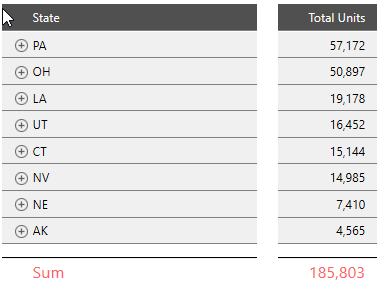 State Total Units
PA 57,172
OH 50,897
LA 19,178
UT 16,452
CT 15,144
NV 14,985
NE 7,410
AK 4,565
Sum 185,803